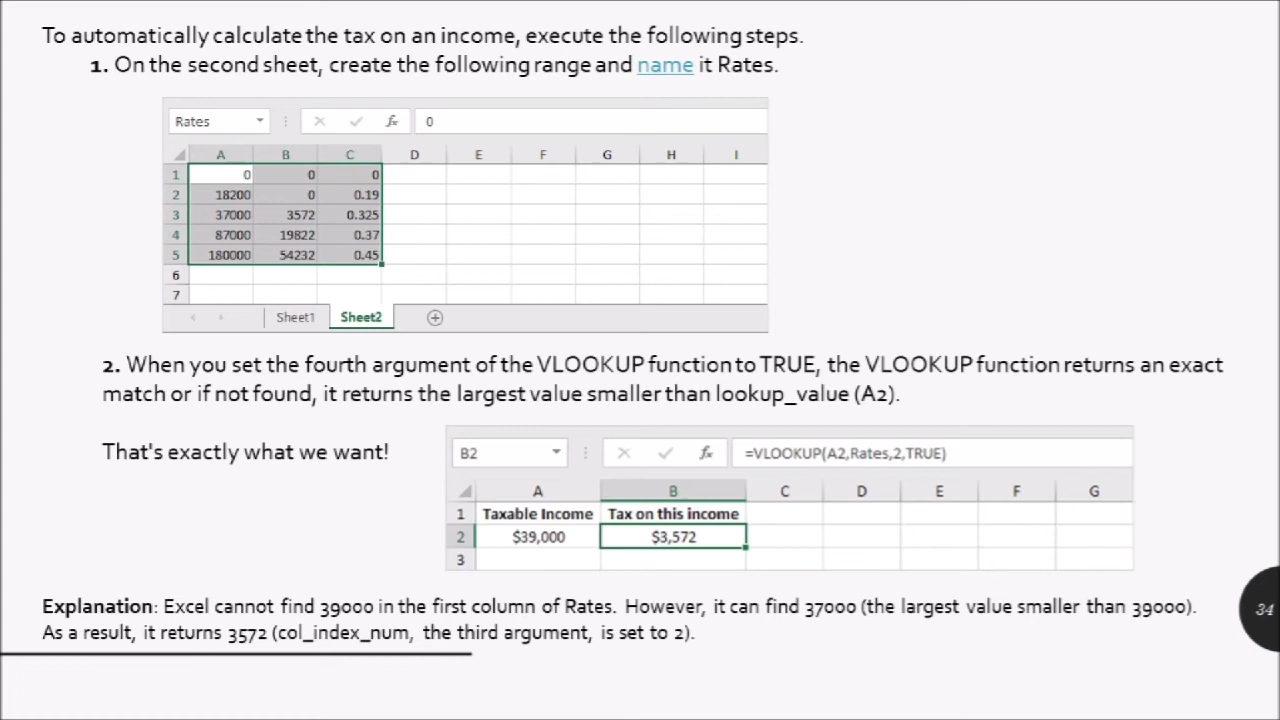 To automatically calculate the tax on an income, execute the following steps.
1. On the second sheet, create the following range and name it Rates.
Rates fx 0
A B C D E F G H I
1 0 0 0
2 18200 0 0.19
3 37000 3572 0.325
4 87000 19822 0.37
5 180000 54232 0.45
6
7
Sheet1 Sheet2
2. When you set the fourth argument of the VLOOKUP function to TRUE, the VLOOKUP function returns an exact
match or if not found, it returns the largest value smaller than lookup_value (A2).
That's exactly what we want!
B2 fx =VLOOKUP(A2,Rates,2,TRUE)
A B C D E F G
1 Taxable Income Tax on this income
2 $39,000 $3,572
3
Explanation: Excel cannot find 39000 in the first column of Rates. However, it can find 37000 (the largest value smaller than 39000).
As a result, it returns 3572 (col_index_num, the third argument, is set to 2).
34